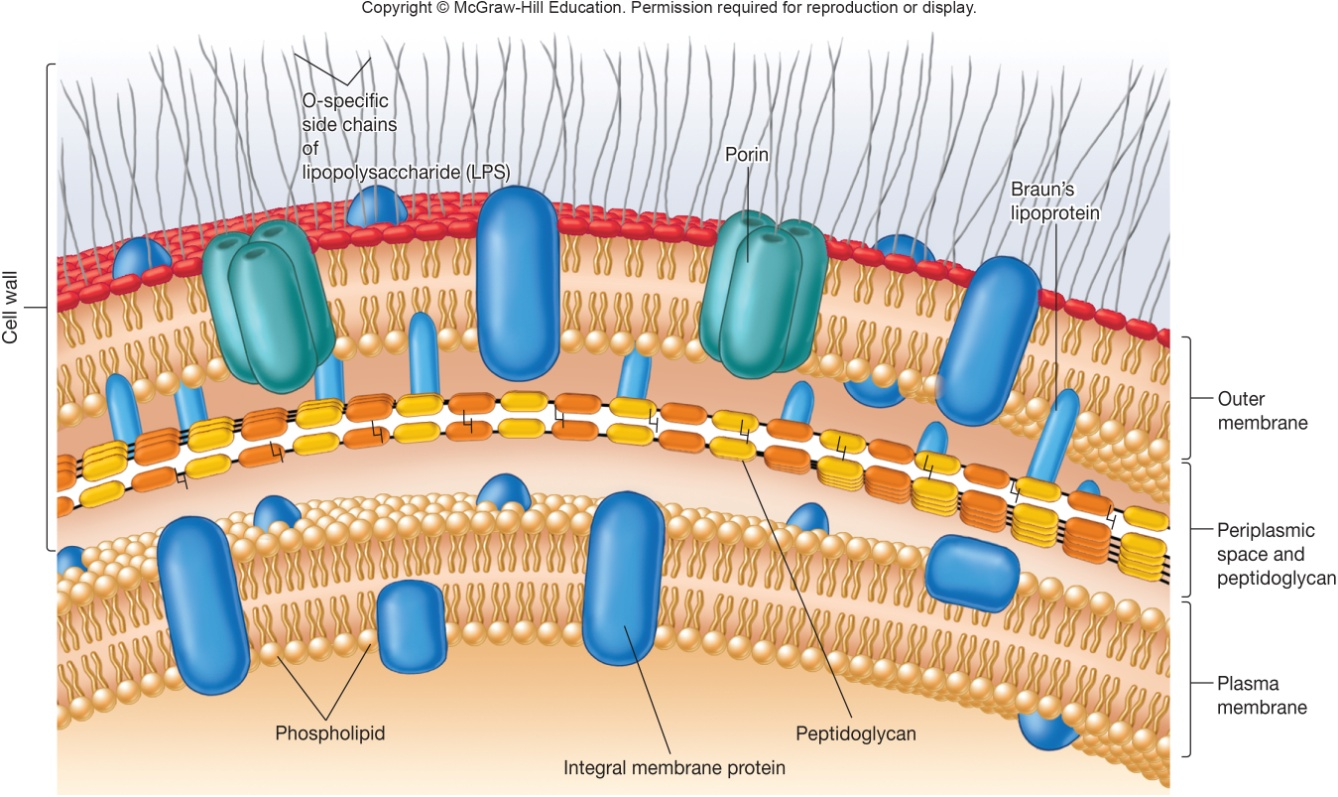 Copyright © McGraw-Hill Education. Permission required for reproduction or display.
O-specific
side chains
of
lipopolysaccharide (LPS)
Porin
Braun's
lipoprotein
Cell wall
Outer
membrane
Periplasmic
space and
peptidoglycan
Plasma
membrane
Phospholipid
Peptidoglycan
Integral membrane protein